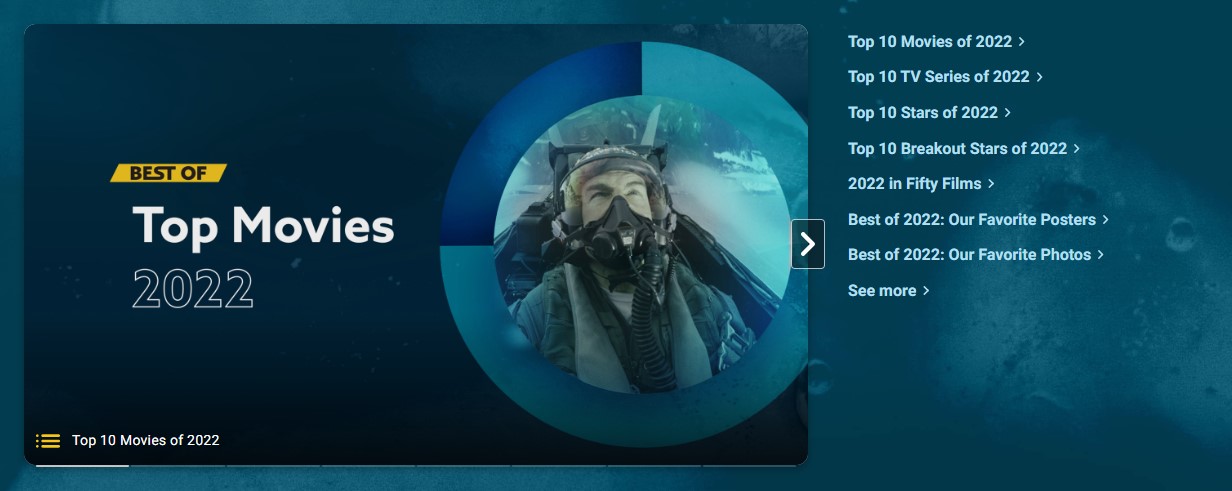 BEST OF
Top Movies
2022
Top 10 Movies of 2022
Top 10 Movies of 2022
Top 10 TV Series of 2022
Top 10 Stars of 2022
Top 10 Breakout Stars of 2022
2022 in Fifty Films
Best of 2022: Our Favorite Posters
Best of 2022: Our Favorite Photos
See more